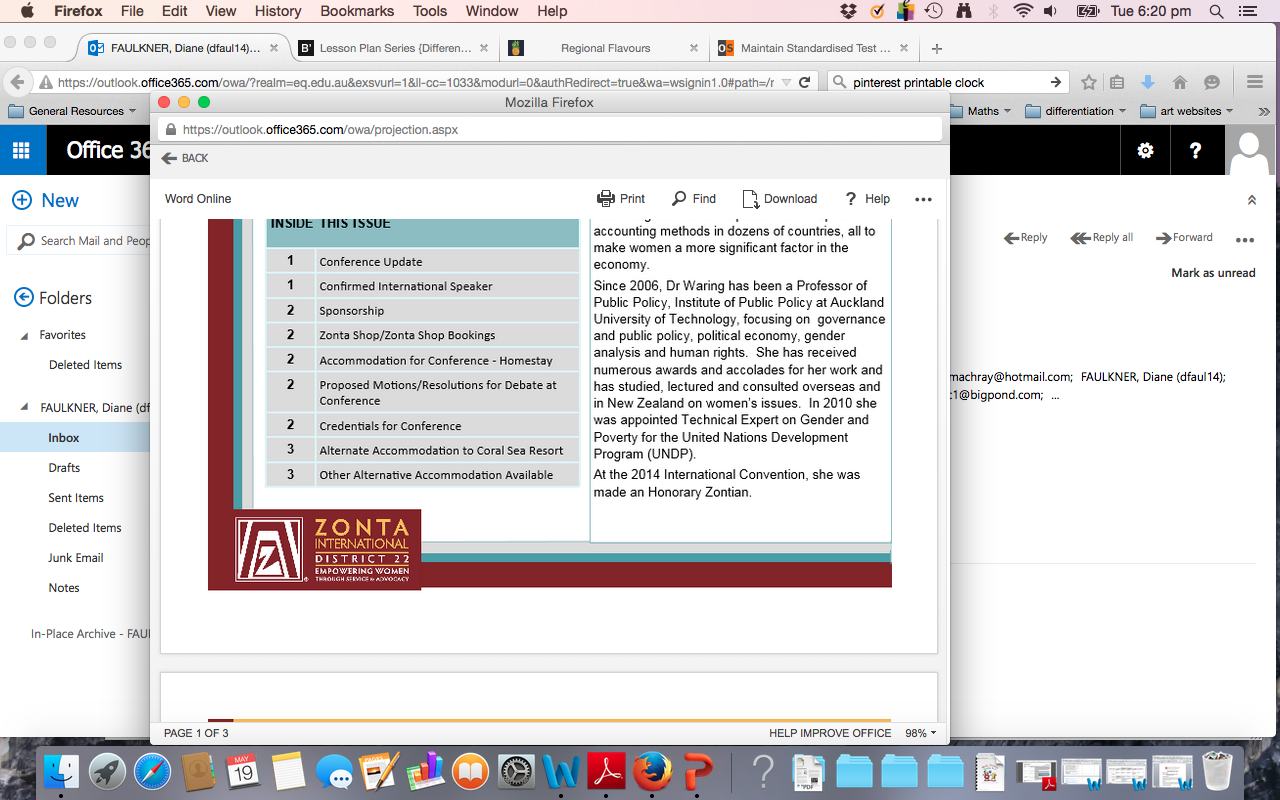 Firefox File Edit View History Bookmarks Tools Window Help Tue 6:20 pm
FAULKNER, Diane (dfaul14)... Lesson Plan Series {Differen... Regional Flavours Maintain Standardised Test ...
https://outlook.office365.com/owa/?realm=eq.edu.au&exsvurl=1&ll-cc=1033&modurl=0&authRedirect=true&wa=wsignin1.0#path=/r pinterest printable clock
General Resources Maths differentiation art websites
Mozilla Firefox
https://outlook.office365.com/owa/projection.aspx
BACK
Office 36
Word Online Print Find Download Help
New
Search Mail and Peop
Reply Reply all Forward
Mark as unread
Folders
Favorites
Deleted Items
FAULKNER, Diane (df
Inbox
Drafts
Sent Items
Deleted Items
Junk Email
Notes
In-Place Archive - FAUL
machray@hotmail.com; FAULKNER, Diane (dfaul14);
1@bigpond.com; ...
INSIDE THIS ISSUE
1 Conference Update
1 Confirmed International Speaker
2 Sponsorship
2 Zonta Shop/Zonta Shop Bookings
2 Accommodation for Conference - Homestay
2 Proposed Motions/Resolutions for Debate at
Conference
2 Credentials for Conference
3 Alternate Accommodation to Coral Sea Resort
3 Other Alternative Accommodation Available
accounting methods in dozens of countries, all to
make women a more significant factor in the
economy.
Since 2006, Dr Waring has been a Professor of
Public Policy, Institute of Public Policy at Auckland
University of Technology, focusing on governance
and public policy, political economy, gender
analysis and human rights. She has received
numerous awards and accolades for her work and
has studied, lectured and consulted overseas and
in New Zealand on women's issues. In 2010 she
was appointed Technical Expert on Gender and
Poverty for the United Nations Development
Program (UNDP).
At the 2014 International Convention, she was
made an Honorary Zontian.
ZONTA
INTERNATIONAL
DISTRICT 22
EMPOWERING WOMEN
THROUGH SERVICE & ADVOCACY
PAGE 1 OF 3 HELP IMPROVE OFFICE 98%
MAY
19
PDF